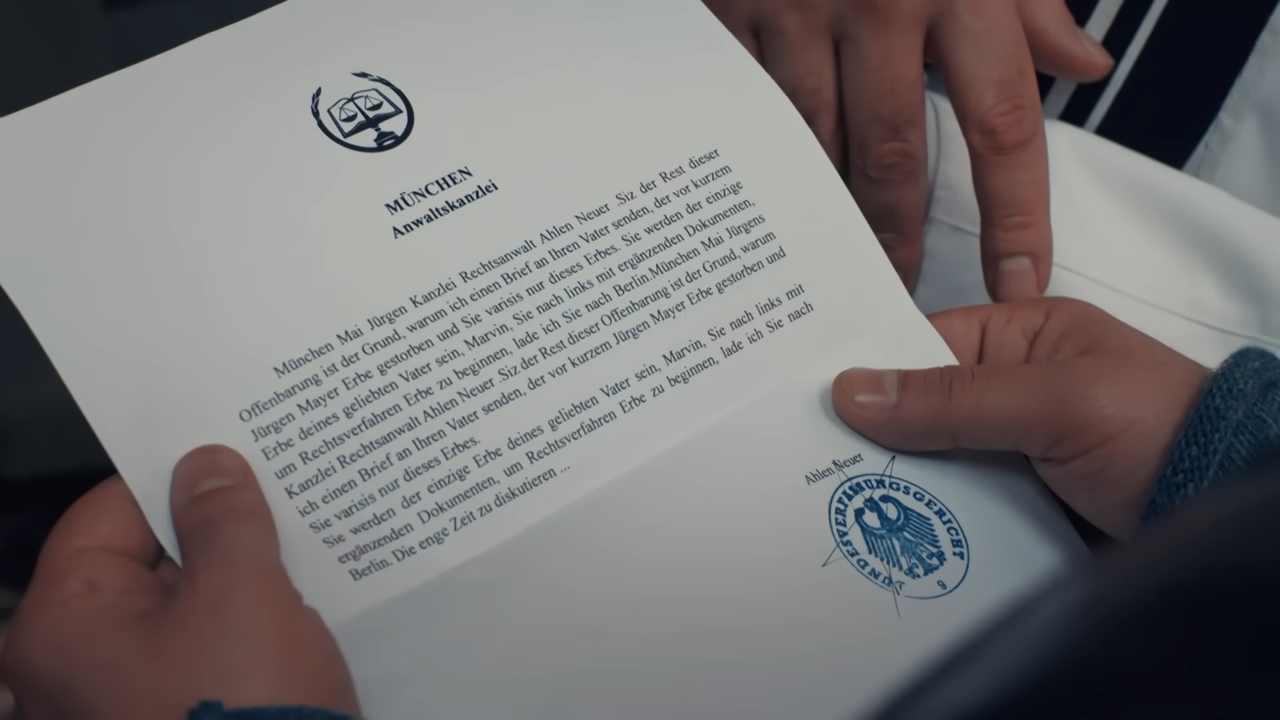 MÜNCHEN
Anwaltskanzlei
München Mai Jürgen Kanzlei Rechtsanwalt Ahlen Neuer .Siz der Rest dieser
Offenbarung ist der Grund, warum ich einen Brief an Ihren Vater senden, der vor kurzem
Jürgen Mayer Erbe gestorben und Sie varisis nur dieses Erbes. Sie werden der einzige
Erbe deines geliebten Vater sein, Marvin, Sie nach links mit ergänzenden Dokumenten,
um Rechtsverfahren Erbe zu beginnen, lade ich Sie nach Berlin.München Mai Jürgens
Kanzlei Rechtsanwalt Ahlen Neuer .Siz der Rest dieser Offenbarung ist der Grund, warum
ich einen Brief an Ihren Vater senden, der vor kurzem Jürgen Mayer Erbe gestorben und
Sie varisis nur dieses Erbes.
Sie werden der einzige Erbe deines geliebten Vater sein, Marvin, Sie nach links mit
ergänzenden Dokumenten, um Rechtsverfahren Erbe zu beginnen, lade ich Sie nach
Berlin. Die enge Zeit zu diskutieren ...
Ahlen Neuer
BUNDESVERFASSUNGSGERICHT
6